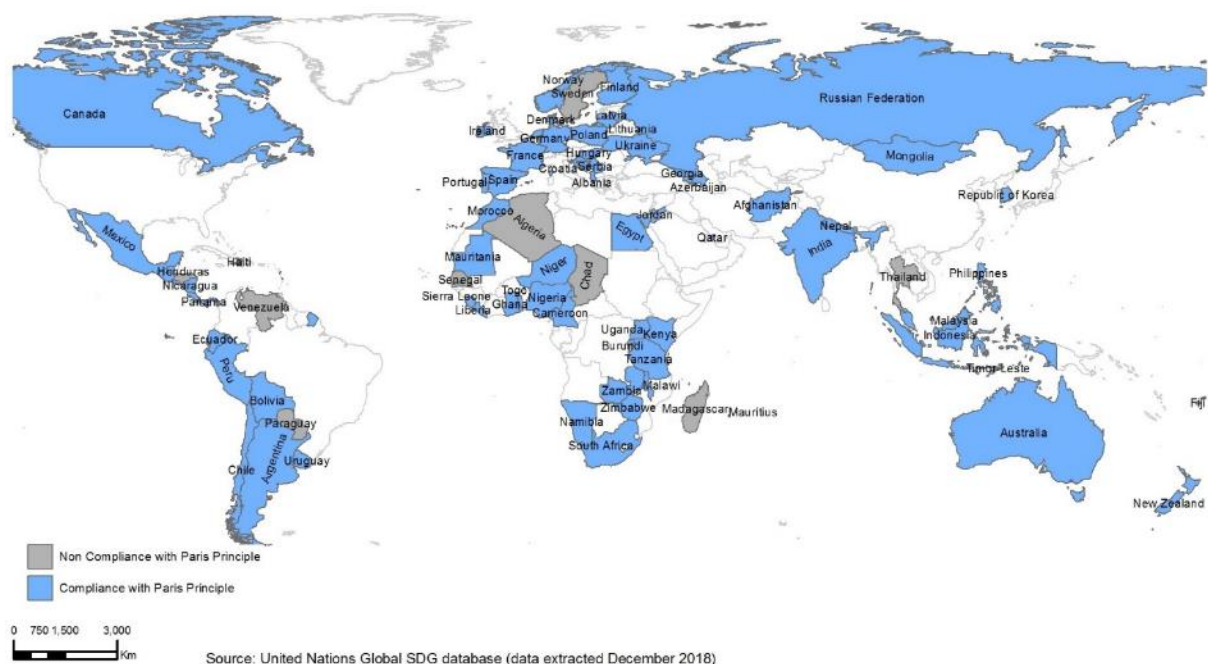 Norway
Sweden
Finland
Canada
Russian Federation
Denmark
Latvia
Ireland
Lithuania
Germany
Poland
Ukraine
France
Hungary
Mongolia
Croatia
Serbia
Georgia
Portugal
Spain
Albania
Azerbaijan
Republic of Korea
Afghanistan
Morocco
Jordan
Algeria
Egypt
Nepal
Mexico
Qatar
India
Mauritania
Haiti
Niger
Chad
Honduras
Thailand
Philippines
Senegal
Nicaragua
Togo
Sierra Leone
Nigeria
Panama
Venezuela
Ghana
Liberia
Cameroon
Malaysia
Uganda
Kenya
Indonesia
Ecuador
Burundi
Tanzania
Peru
Timor Leste
Malawi
Bolivia
Zambia
Fiji
Zimbabwe
Madagascar
Mauritius
Paraguay
Namibia
Australia
South Africa
Chile
Argentina
Uruguay
New Zealand
Non Compliance with Paris Principle
Compliance with Paris Principle
0 750 1,500 3,000
Km
Source: United Nations Global SDG database (data extracted December 2018)